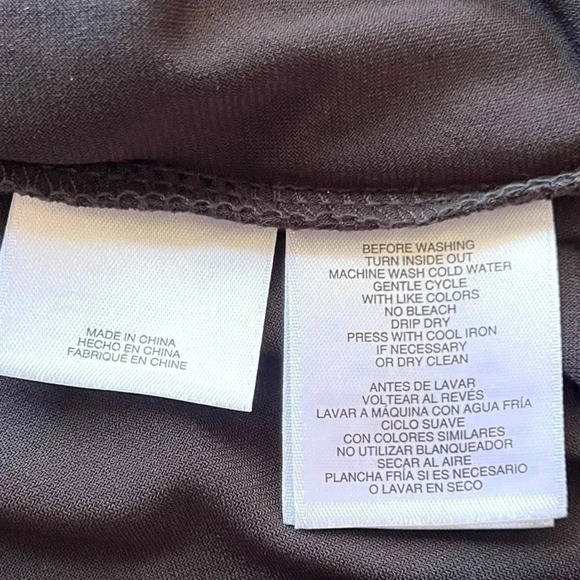 MADE IN CHINA
HECHO EN CHINA
FABRIQUÉ EN CHINE
BEFORE WASHING
TURN INSIDE OUT
MACHINE WASH COLD WATER
GENTLE CYCLE
WITH LIKE COLORS
NO BLEACH
DRIP DRY
PRESS WITH COOL IRON
IF NECESSARY
OR DRY CLEAN
ANTES DE LAVAR
VOLTEAR AL REVÉS
LAVAR A MÁQUINA CON AGUA FRÍA
CICLO SUAVE
CON COLORES SIMILARES
NO UTILIZAR BLANQUEADOR
SECAR AL AIRE
PLANCHA FRÍA SI ES NECESARIO
O LAVAR EN SECO